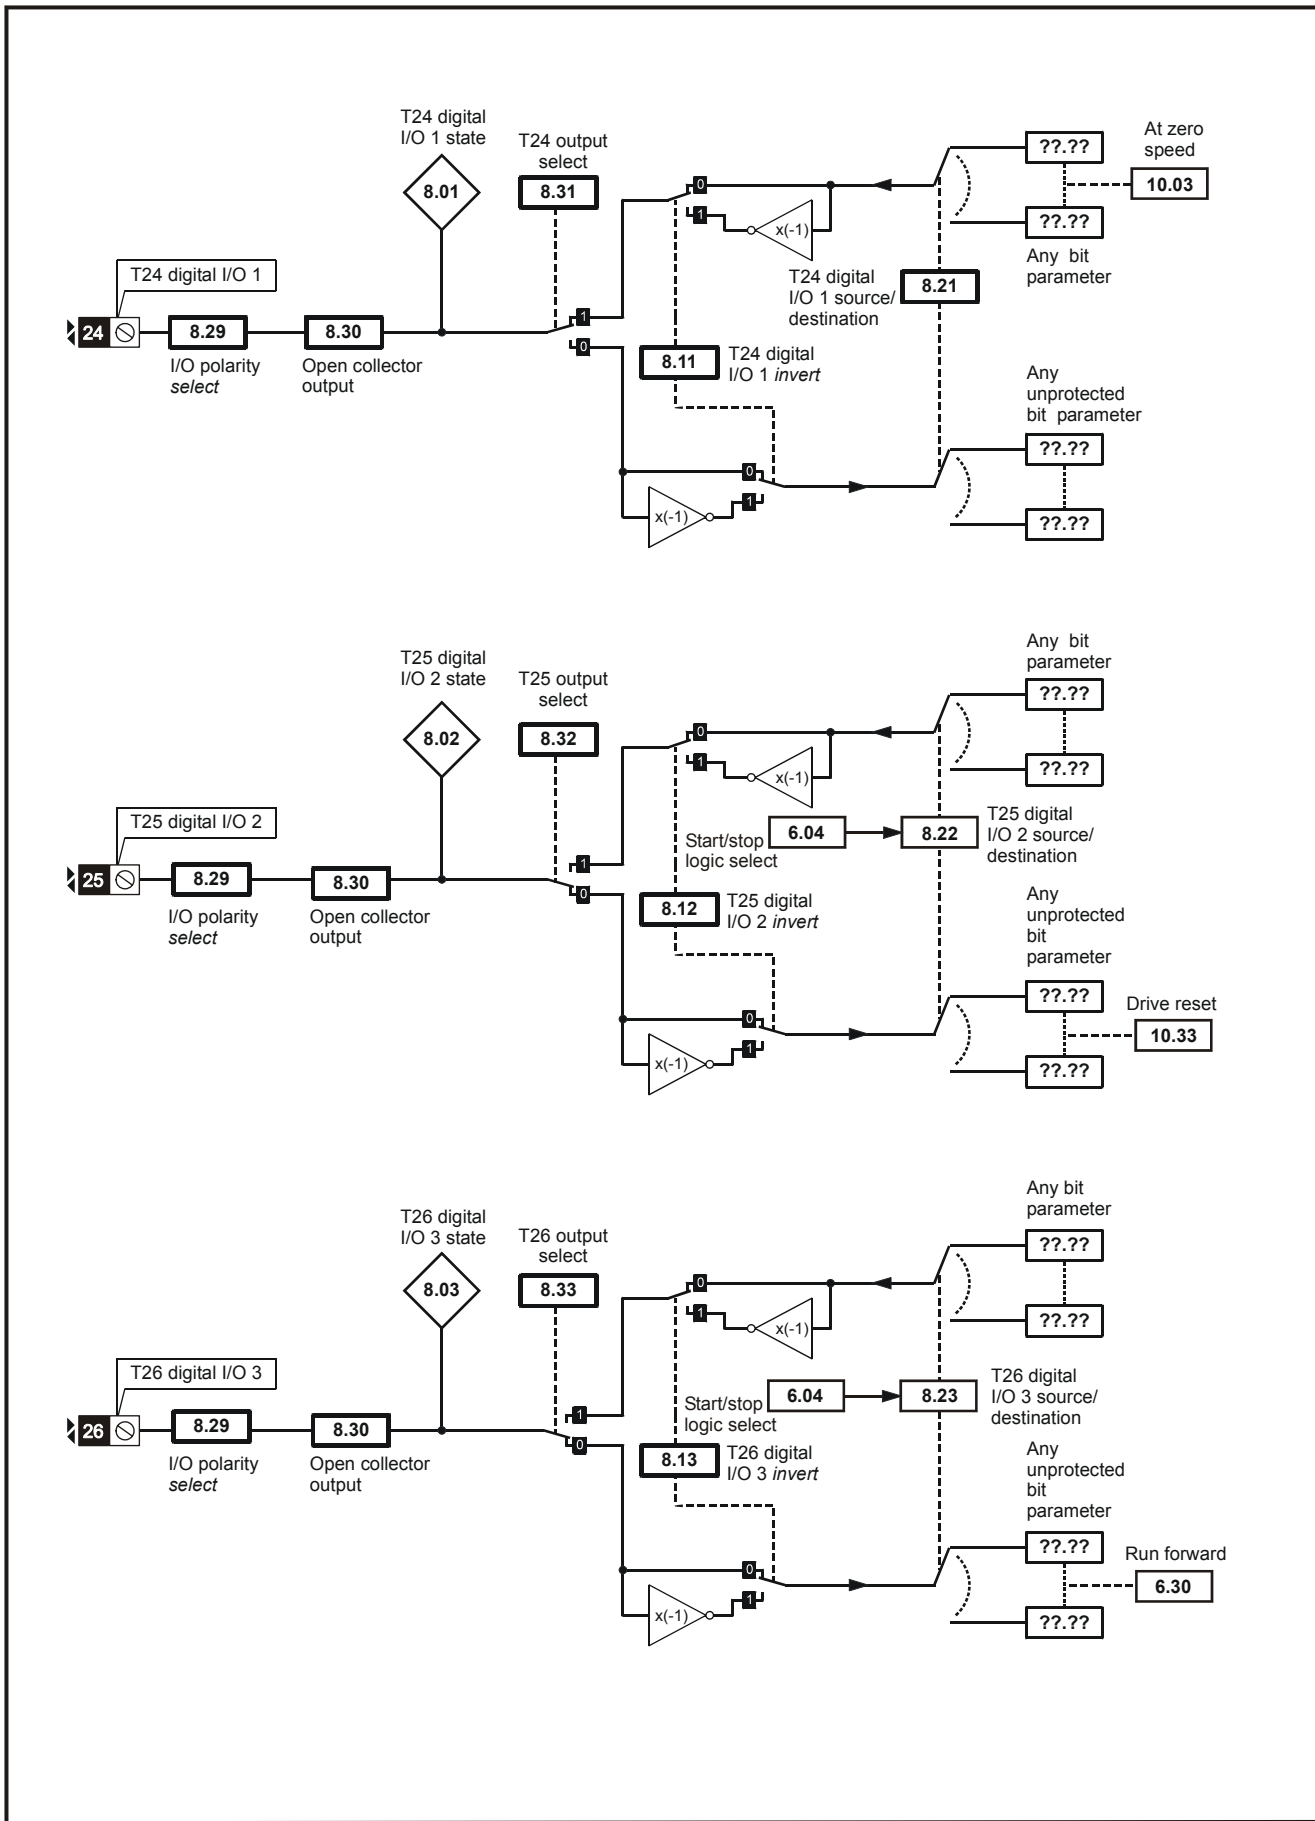 T24 digital
I/O 1 state
T24 output
select
At zero
speed
8.01
8.31
0
1
x(-1)
??.??
10.03
??.??
Any bit
parameter
T24 digital I/O 1
T24 digital
I/O 1 source/
destination
8.21
24
8.29
8.30
1
0
I/O polarity
select
Open collector
output
8.11
T24 digital
I/O 1 invert
Any
unprotected
bit parameter
0
1
x(-1)
??.??
??.??
T25 digital
I/O 2 state
T25 output
select
Any bit
parameter
8.02
8.32
0
1
x(-1)
??.??
??.??
T25 digital I/O 2
Start/stop
logic select
6.04
8.22
T25 digital
I/O 2 source/
destination
25
8.29
8.30
1
0
I/O polarity
select
Open collector
output
8.12
T25 digital
I/O 2 invert
Any
unprotected
bit
parameter
0
1
x(-1)
??.??
??.??
Drive reset
10.33
T26 digital
I/O 3 state
T26 output
select
Any bit
parameter
8.03
8.33
0
1
x(-1)
??.??
??.??
T26 digital I/O 3
Start/stop
logic select
6.04
8.23
T26 digital
I/O 3 source/
destination
26
8.29
8.30
1
0
I/O polarity
select
Open collector
output
8.13
T26 digital
I/O 3 invert
Any
unprotected
bit
parameter
0
1
x(-1)
??.??
??.??
Run forward
6.30